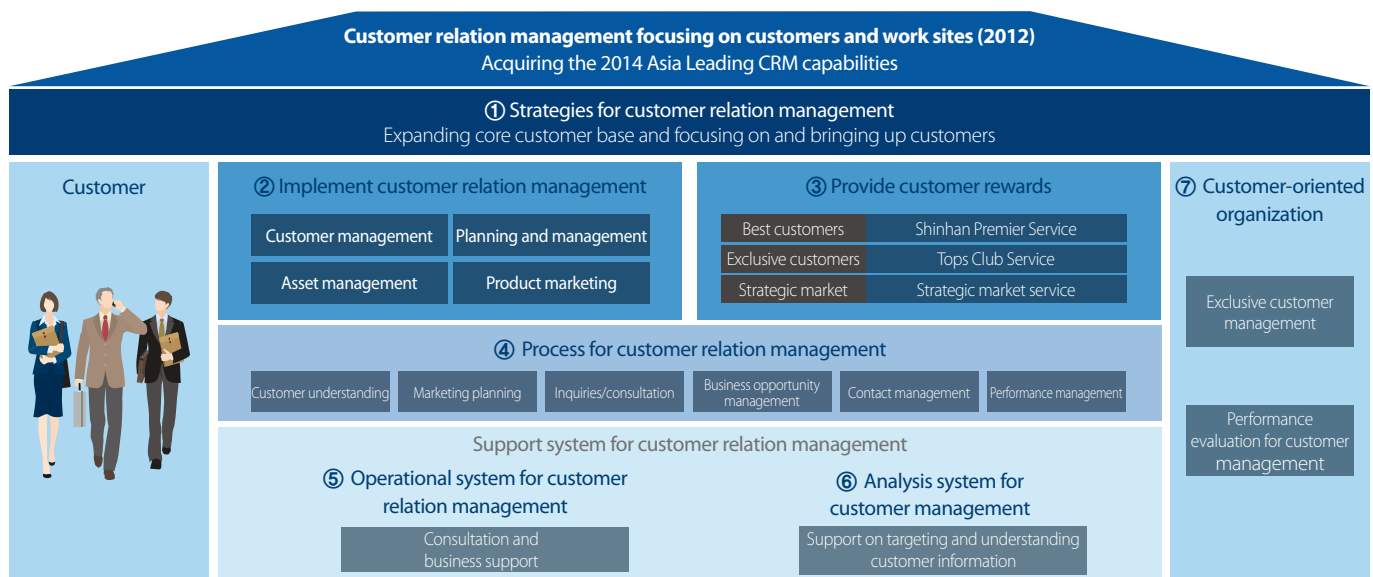 Customer relation management focusing on customers and work sites (2012)
Acquiring the 2014 Asia Leading CRM capabilities
① Strategies for customer relation management
Expanding core customer base and focusing on and bringing up customers
Customer
② Implement customer relation management
Customer management
Planning and management
Asset management
Product marketing
③ Provide customer rewards
Best customers
Shinhan Premier Service
Exclusive customers
Tops Club Service
Strategic market
Strategic market service
④ Process for customer relation management
Customer understanding
Marketing planning
Inquiries/consultation
Business opportunity
management
Contact management
Performance management
Support system for customer relation management
⑤ Operational system for customer
relation management
Consultation and
business support
⑥ Analysis system for
customer management
Support on targeting and understanding
customer information
⑦ Customer-oriented
organization
Exclusive customer
management
Performance
evaluation for customer
management